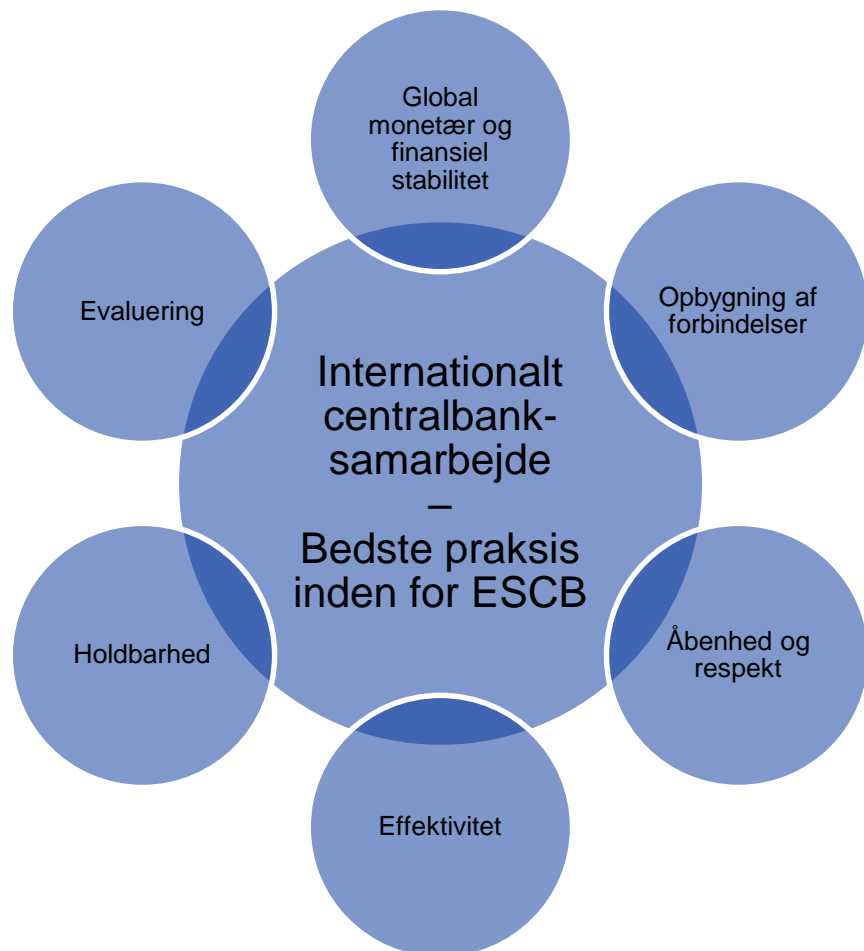 Global
monetær og
finansiel
stabilitet
Opbygning af
forbindelser
Evaluering
Internationalt
centralbank-
samarbejde
–
Bedste praksis
inden for ESCB
Åbenhed og
respekt
Holdbarhed
Effektivitet